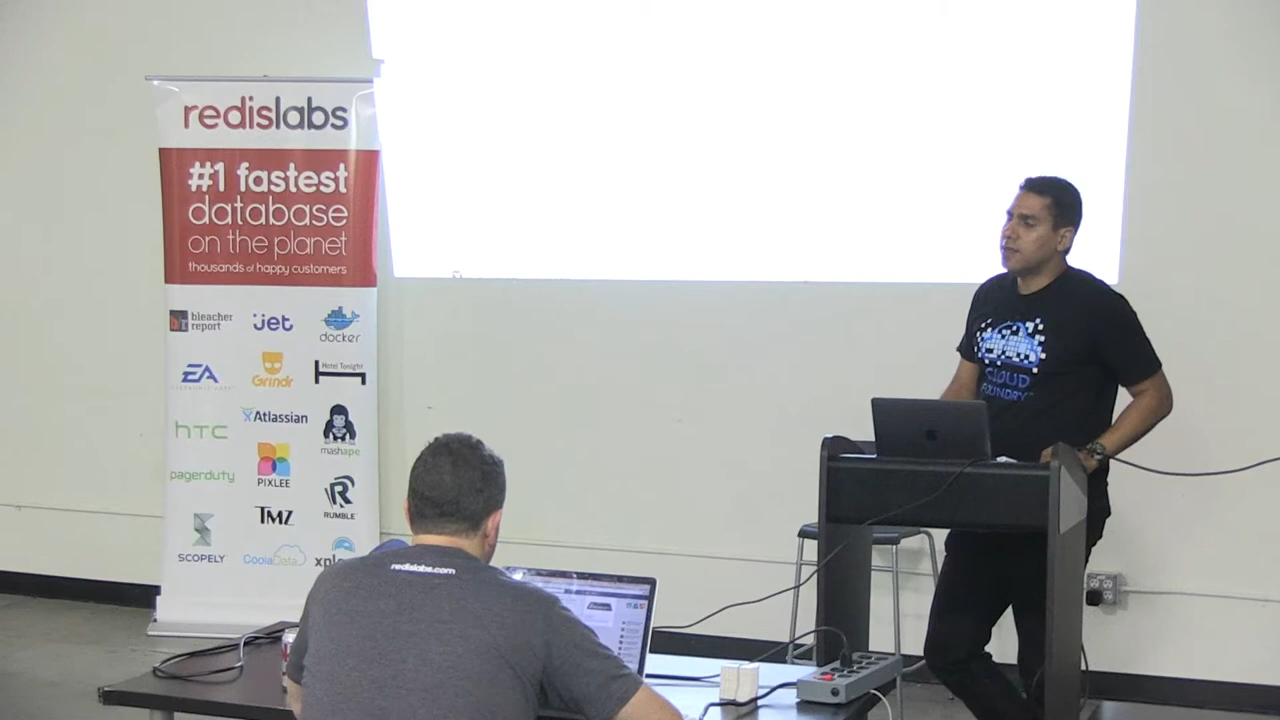 redislabs
#1 fastest
database
on the planet
thousands of happy customers
bleacher
report
jet
docker
EA
Grindr
Hotel Tonight
htc
Atlassian
mashape
pagerduty
PIXLEE
RUMBLE
SCOPELY
TMZ
CoolaData
redislabs.com
CLOUD
FOUNDRY